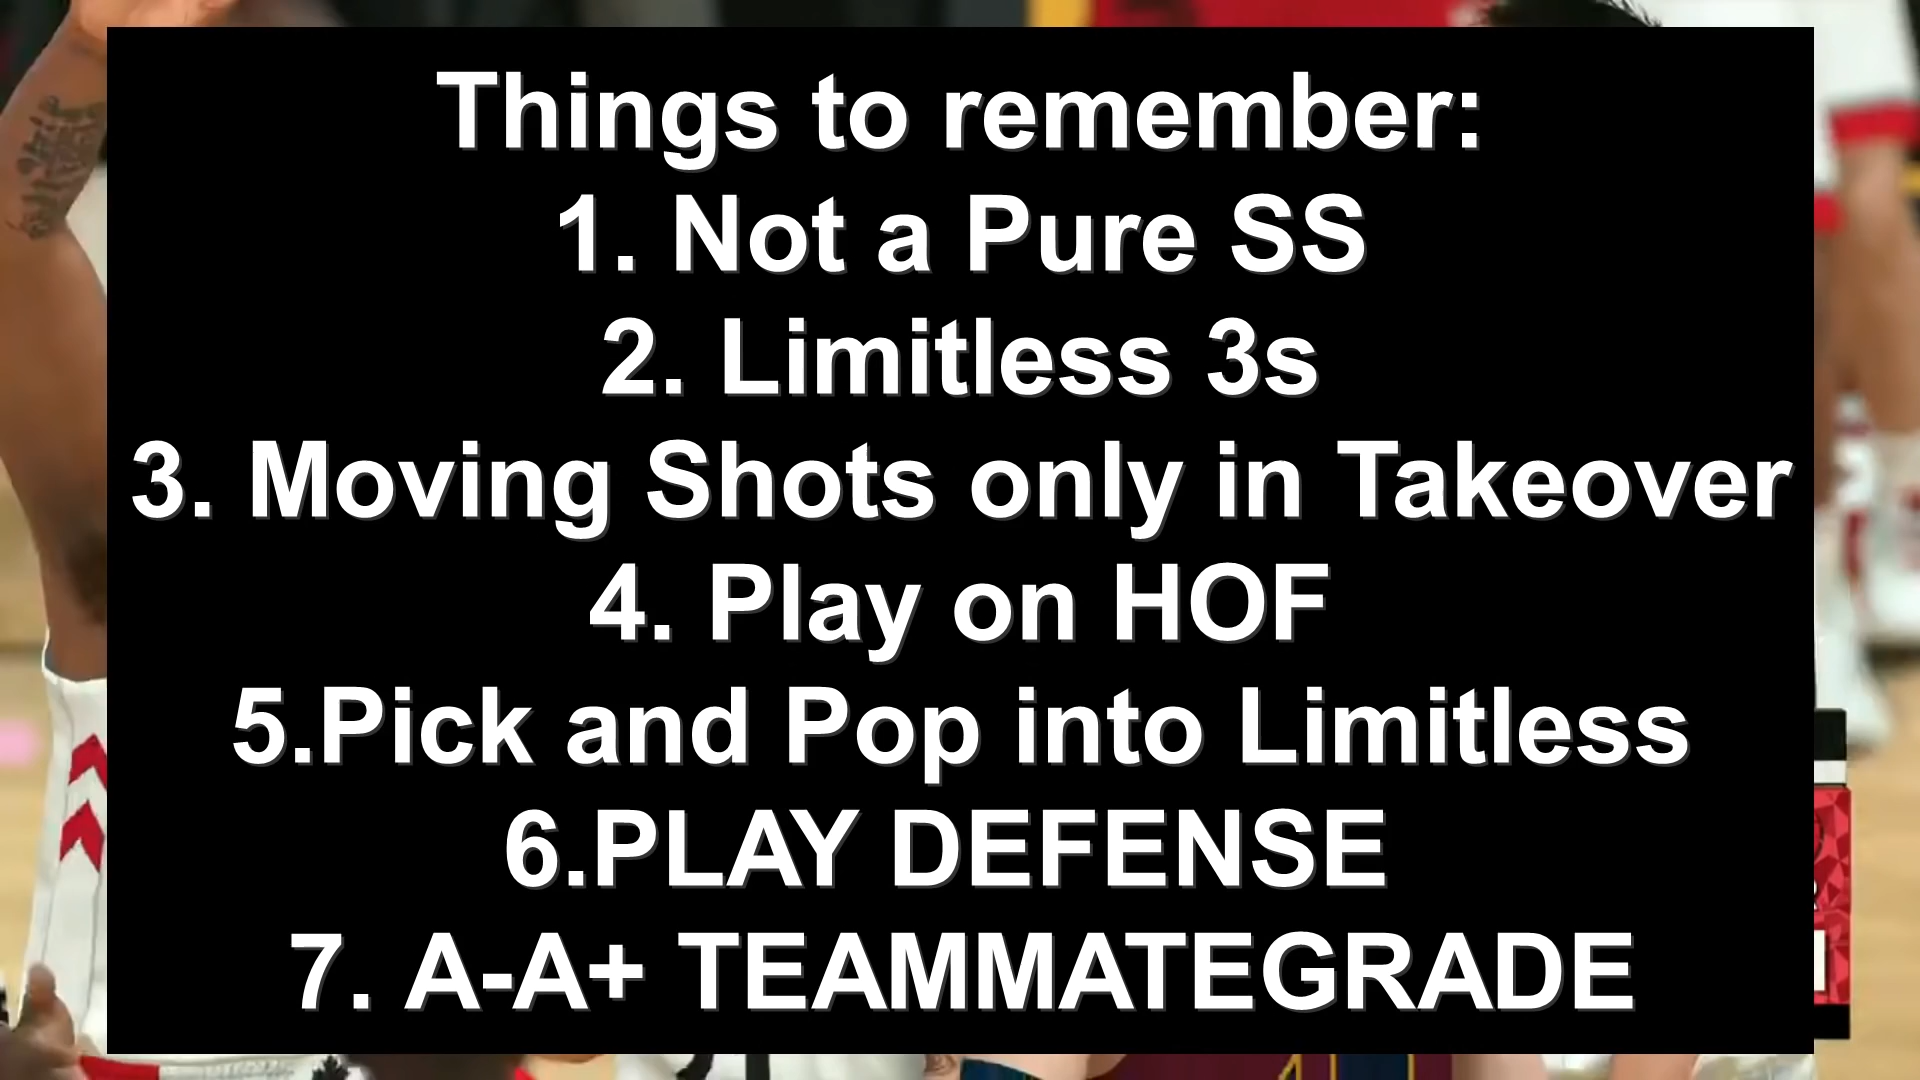 Things to remember:
1. Not a Pure SS
2. Limitless 3s
3. Moving Shots only in Takeover
4. Play on HOF
5.Pick and Pop into Limitless
6.PLAY DEFENSE
7. A-A+ TEAMMATEGRADE